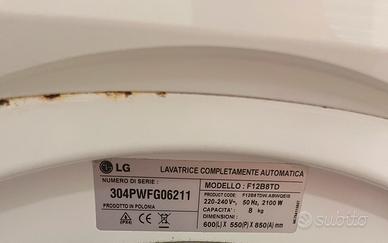 LG LAVATRICE COMPLETAMENTE AUTOMATICA
NUMERO DI SERIE :
304PWFG06211
PRODOTTO IN POLONIA
MODELLO : F12B8TD
PRODUCT CODE : F12B8TDW.ABWQEIS
220-240V~, 50 Hz, 2100 W
CAPACITA' : 8 kg
DIMENSIONI :
600(L) X 550(P) X 850(A) mm
subito